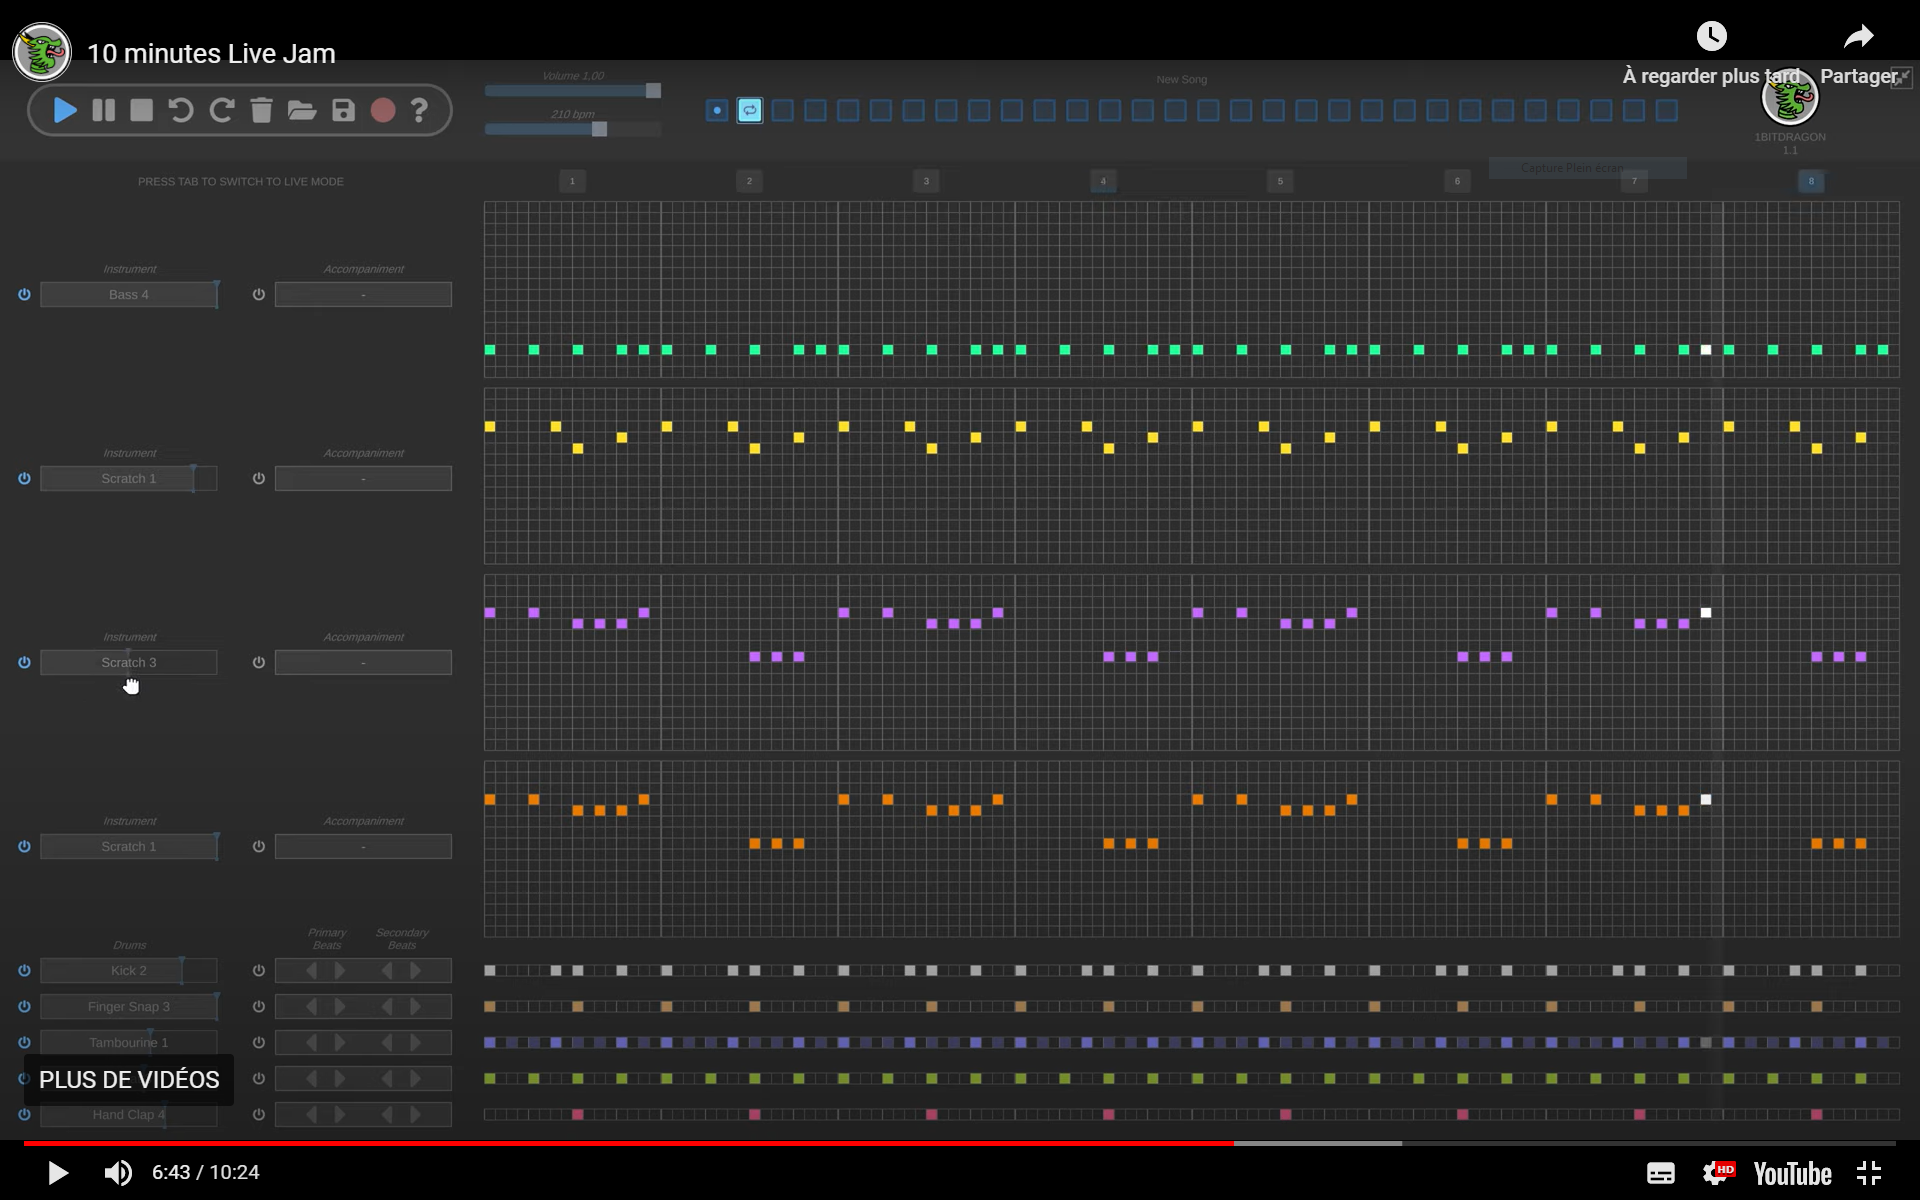 10 minutes Live Jam
À regarder plus tard
Partager
Volume 1.00
210 bpm
New Song
1BITDRAGON
1.1
Capture Plein écran
PRESS TAB TO SWITCH TO LIVE MODE
1 2 3 4 5 6 7 8
Instrument Accompaniment
Bass 4 -
Instrument Accompaniment
Scratch 1 -
Instrument Accompaniment
Scratch 3 -
Instrument Accompaniment
Scratch 1 -
Drums Primary Beats Secondary Beats
Kick 2
Finger Snap 3
Tambourine 1
PLUS DE VIDÉOS
Hand Clap 4
6:43 / 10:24
HD
YouTube